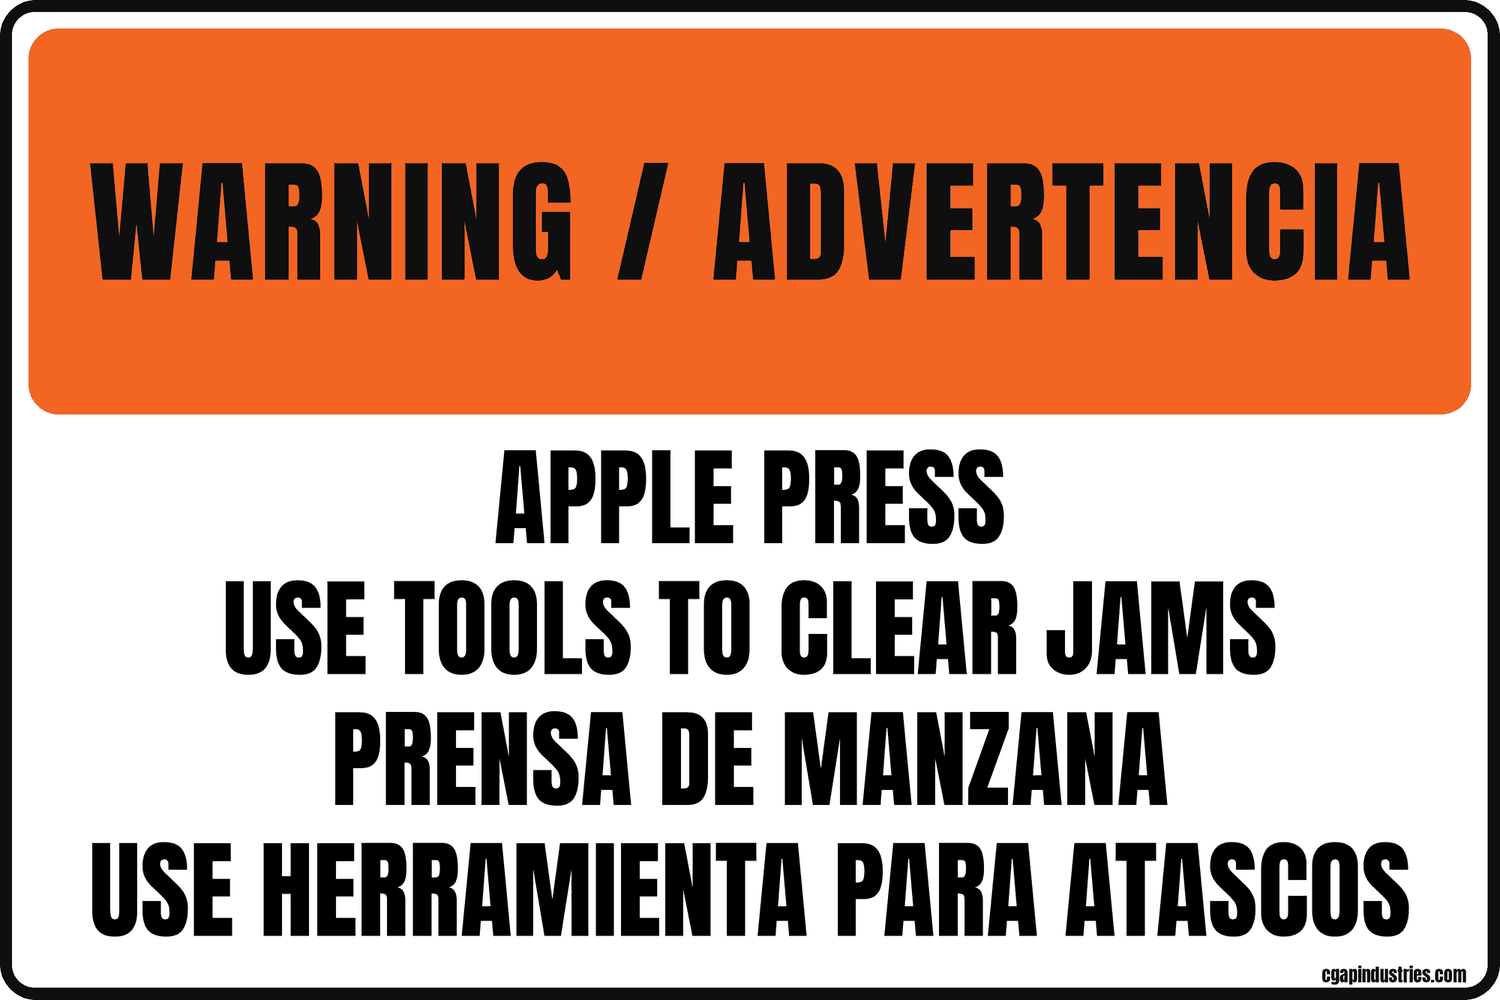 WARNING / ADVERTENCIA
APPLE PRESS
USE TOOLS TO CLEAR JAMS
PRENSA DE MANZANA
USE HERRAMIENTA PARA ATASCOS
cgapindustries.com